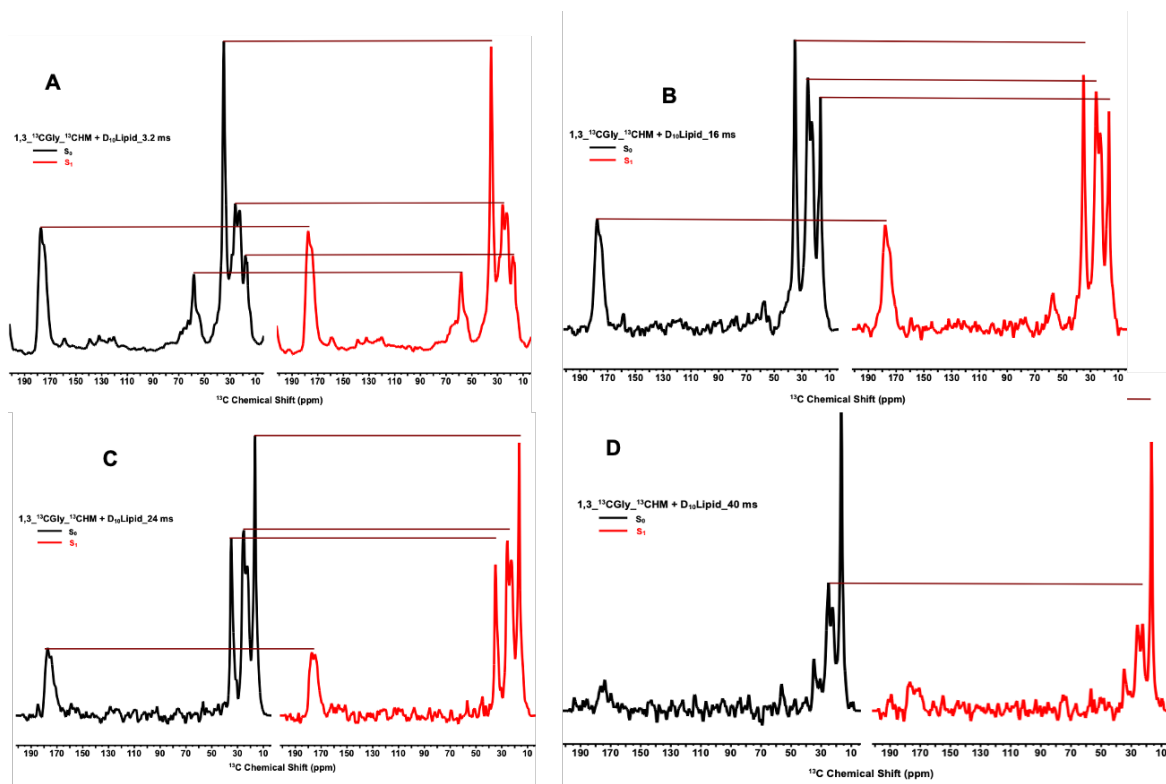 A
1,3_¹³CGly_¹³CHM + D₁₀Lipid_3.2 ms
S₀
S₁
190 170 150 130 110 90 70 50 30 10 190 170 150 130 110 90 70 50 30 10
¹³C Chemical Shift (ppm)
B
1,3_¹³CGly_¹³CHM + D₁₀Lipid_16 ms
S₀
S₁
190 170 150 130 110 90 70 50 30 10 190 170 150 130 110 90 70 50 30 10
¹³C Chemical Shift (ppm)
C
1,3_¹³CGly_¹³CHM + D₁₀Lipid_24 ms
S₀
S₁
190 170 150 130 110 90 70 50 30 10 190 170 150 130 110 90 70 50 30 10
¹³C Chemical Shift (ppm)
D
1,3_¹³CGly_¹³CHM + D₁₀Lipid_40 ms
S₀
S₁
190 170 150 130 110 90 70 50 30 10 190 170 150 130 110 90 70 50 30 10
¹³C Chemical Shift (ppm)